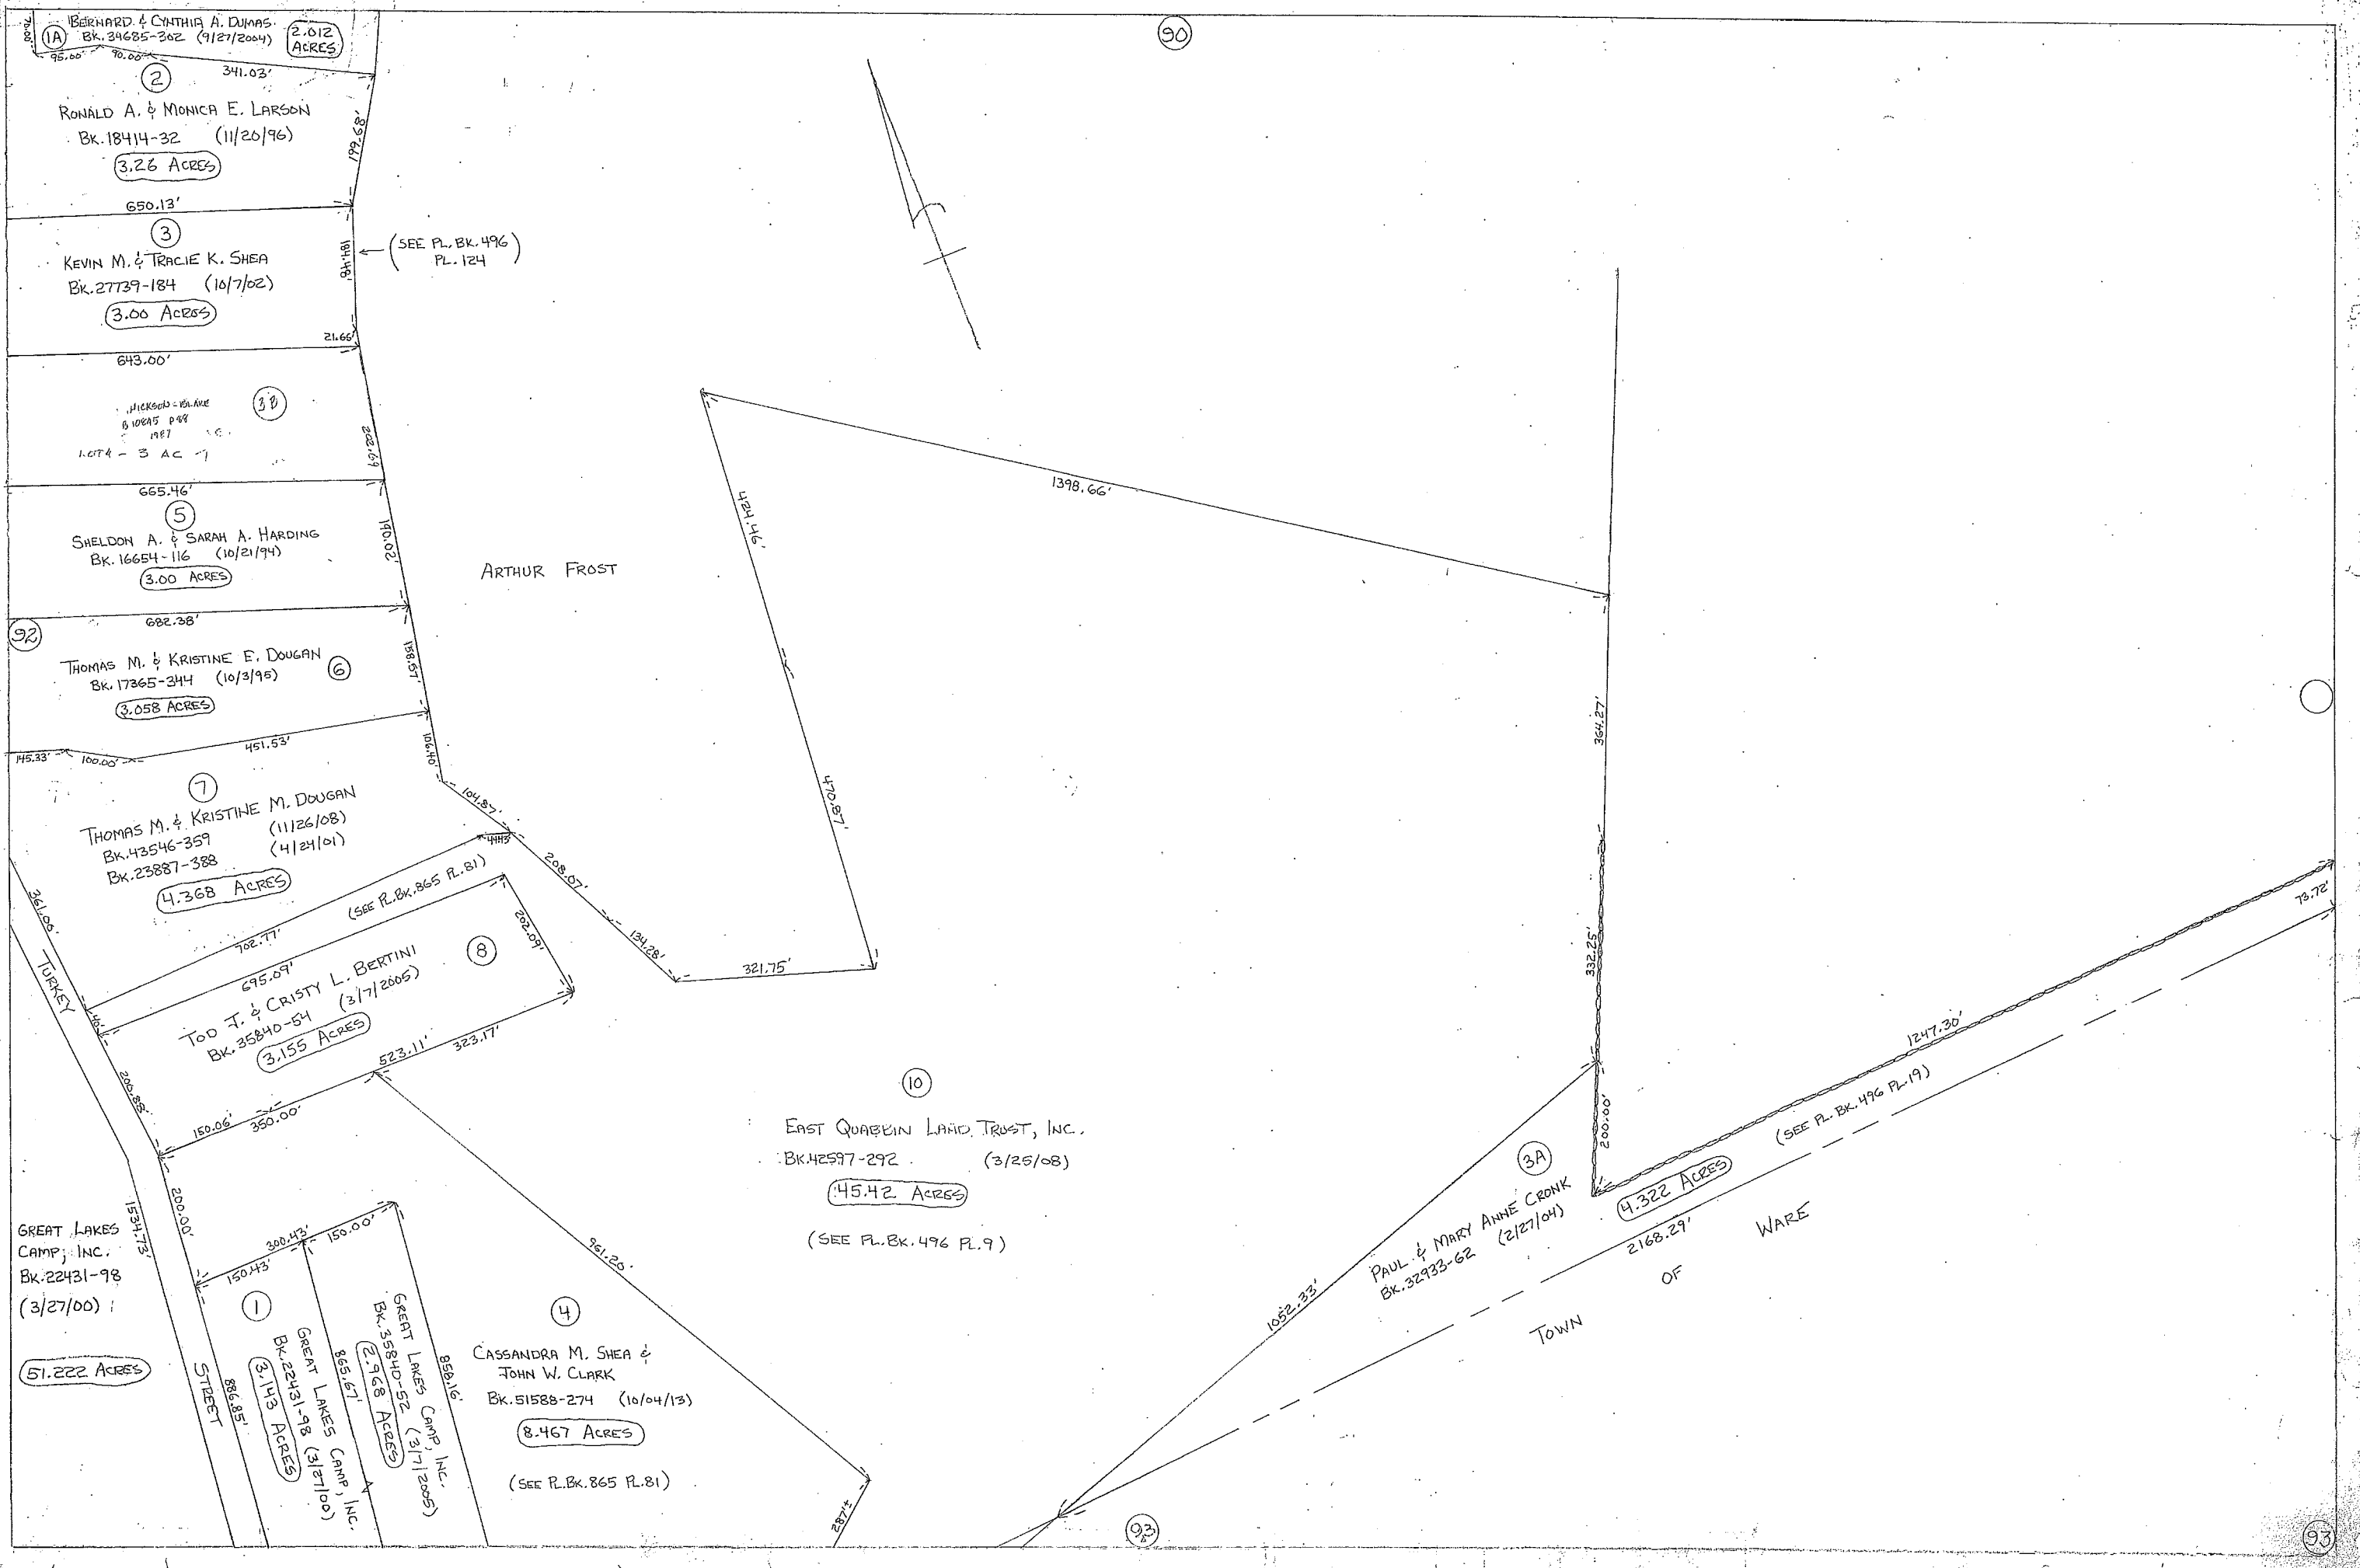 70.00'
1A
BERNARD & CYNTHIA A. DUMAS
BK. 34685-302 (9/27/2004)
2.012
ACRES
95.00'
90.00'
341.03'
2
RONALD A. & MONICA E. LARSON
BK. 18414-32 (11/20/96)
3.26 ACRES
199.68'
650.13'
3
KEVIN M. & TRACIE K. SHEA
BK. 27739-184 (10/7/02)
3.00 ACRES
184.48'
(SEE PL. BK. 496
PL. 124)
21.66'
643.00'
3B
B 10895 P 98
1987
LOT 4 - 3 AC
202.69
665.46'
5
SHELDON A. & SARAH A. HARDING
BK. 16654-116 (10/21/94)
3.00 ACRES
190.02'
682.38'
92
THOMAS M. & KRISTINE E. DOUGAN
BK. 17365-344 (10/3/95)
6
3.058 ACRES
158.57'
145.33'
100.00'
451.53'
106.40'
7
THOMAS M. & KRISTINE M. DOUGAN
BK. 43546-359 (11/26/08)
BK. 23887-388 (4/24/01)
4.368 ACRES
104.87'
361.06'
702.77'
(SEE PL. BK. 865 PL. 81)
208.07'
134.28'
321.75'
TURKEY
40'
695.09'
8
202.09'
TOD J. & CRISTY L. BERTINI
BK. 35840-54 (3/7/2005)
3.155 ACRES
200.88'
150.06'
350.00'
523.11'
323.17'
90
ARTHUR FROST
424.46'
470.87'
1398.66'
364.27'
332.25'
10
EAST QUABBIN LAND TRUST, INC.
BK. 42597-292 (3/25/08)
45.42 ACRES
(SEE PL. BK. 496 PL. 9)
200.00'
3A
PAUL & MARY ANNE CRONK
BK. 32933-62 (2/27/04)
4.322 ACRES
1052.33'
1247.30'
73.72'
(SEE PL. BK. 496 PL. 19)
2168.29'
TOWN OF WARE
GREAT LAKES
CAMP, INC.
BK. 22431-98
(3/27/00)
51.222 ACRES
1534.73'
200.00'
STREET
886.85'
300.43'
150.43'
150.00'
1
GREAT LAKES CAMP, INC.
BK. 22431-98 (3/27/00)
3.143 ACRES
865.67'
GREAT LAKES CAMP, INC.
BK. 35840-52 (3/7/2005)
2.968 ACRES
858.16'
4
CASSANDRA M. SHEA &
JOHN W. CLARK
BK. 51588-274 (10/04/13)
8.467 ACRES
(SEE PL. BK. 865 PL. 81)
961.20
287'±
93
93